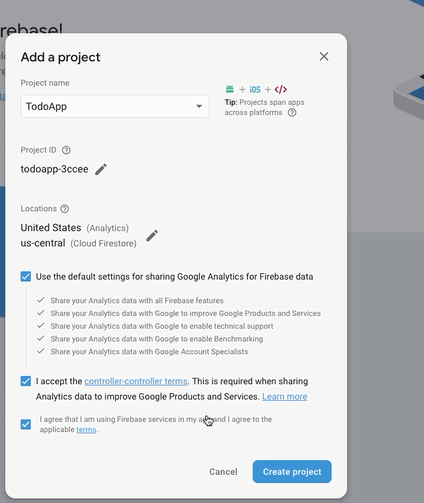 rebase!
Add a project
Project name
TodoApp
+ iOS + </>
Tip: Projects span apps
across platforms
Project ID
todoapp-3ccee
Locations
United States (Analytics)
us-central (Cloud Firestore)
Use the default settings for sharing Google Analytics for Firebase data
Share your Analytics data with all Firebase features
Share your Analytics data with Google to improve Google Products and Services
Share your Analytics data with Google to enable technical support
Share your Analytics data with Google to enable Benchmarking
Share your Analytics data with Google Account Specialists
I accept the controller-controller terms. This is required when sharing
Analytics data to improve Google Products and Services. Learn more
I agree that I am using Firebase services in my and I agree to the
applicable terms.
Cancel
Create project